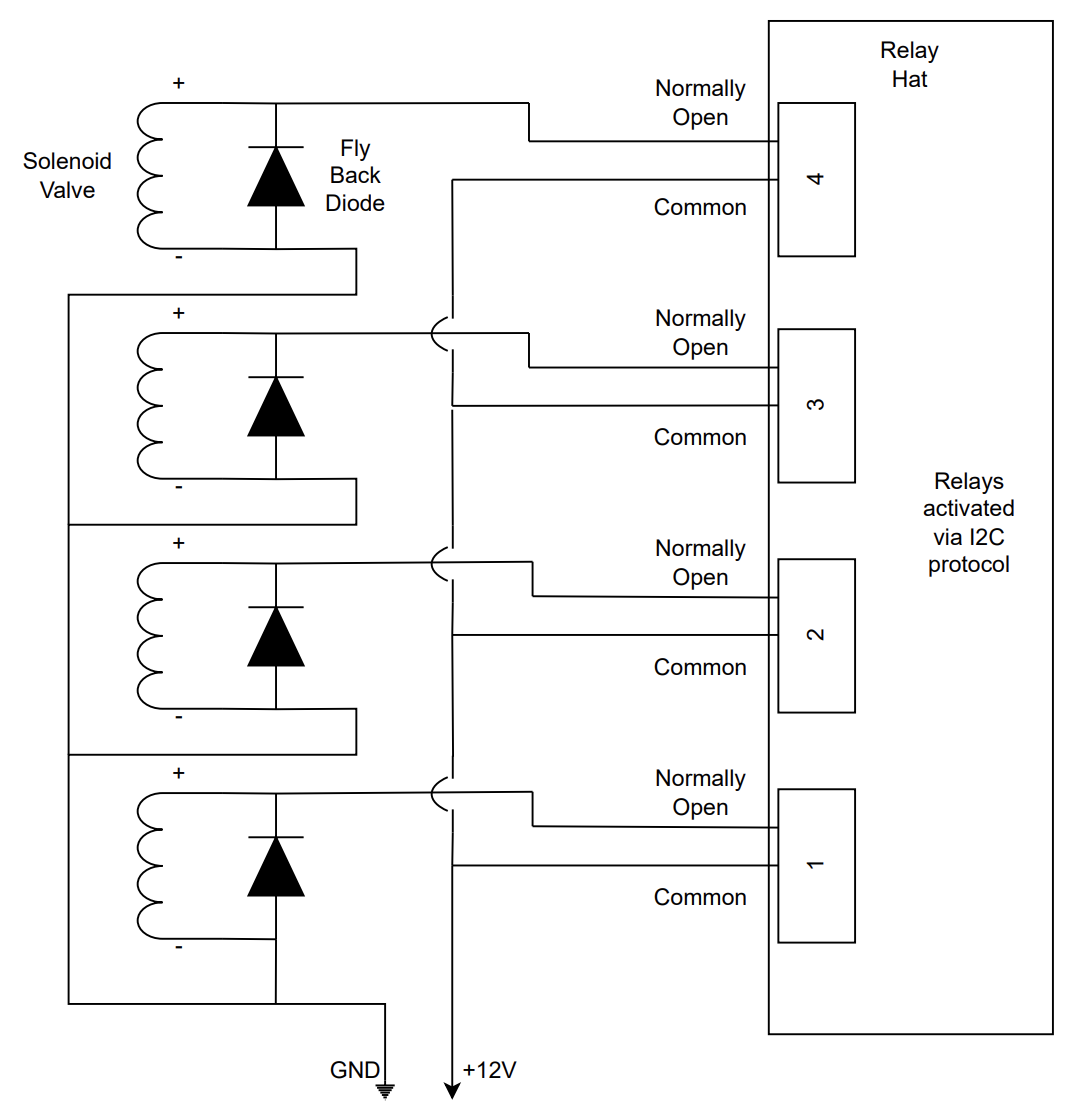 Relay
Hat
+
Normally
Open
Solenoid
Valve
Fly
Back
Diode
4
Common
-
+
Normally
Open
3
Common
-
Relays
activated
via I2C
protocol
+
Normally
Open
2
Common
-
+
Normally
Open
1
Common
-
GND
+12V